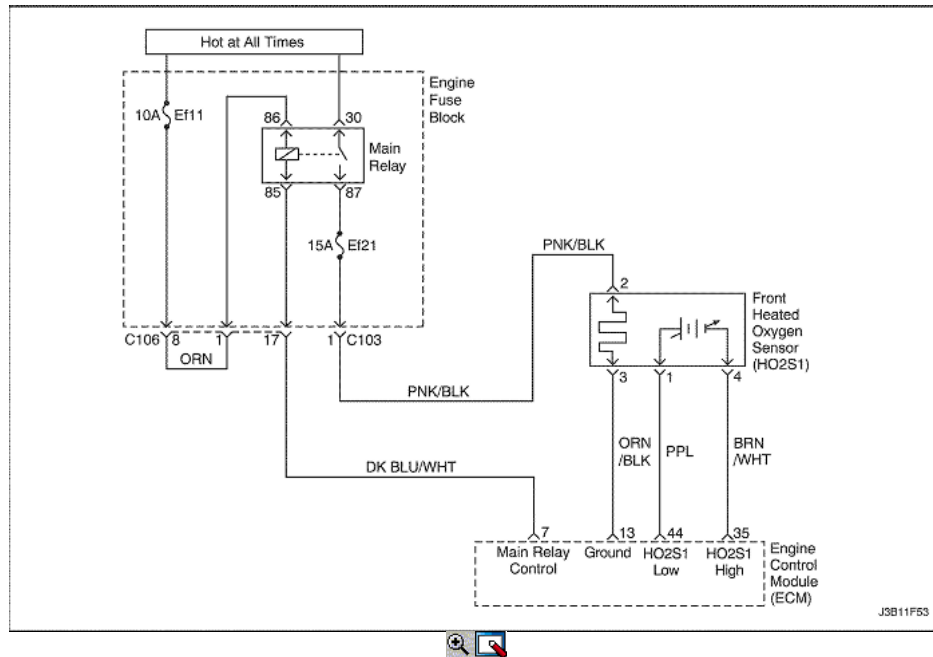 Hot at All Times
Engine
Fuse
Block
10A Ef11
86
30
Main
Relay
85
87
15A Ef21
PNK/BLK
2
Front
Heated
Oxygen
Sensor
(HO2S1)
C106 8
1
17
1 C103
ORN
3
1
4
PNK/BLK
ORN
/BLK
PPL
BRN
/WHT
DK BLU/WHT
7
13
44
35
Main Relay
Control
Ground
HO2S1
Low
HO2S1
High
Engine
Control
Module
(ECM)
J3B11F53